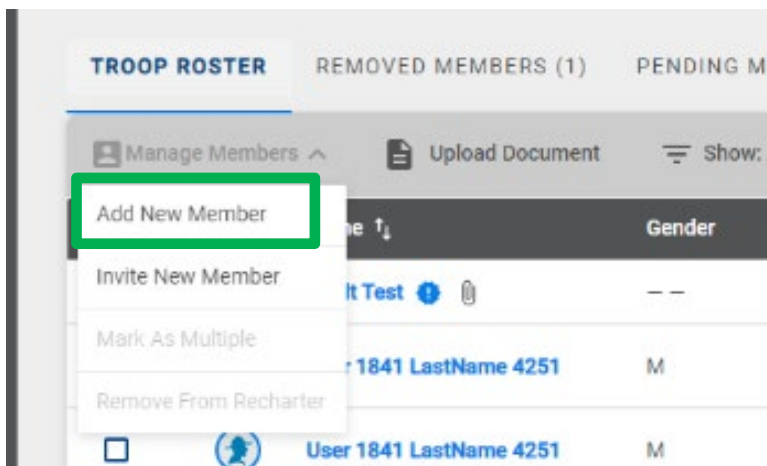 TROOP ROSTER REMOVED MEMBERS (1) PENDING M
Manage Members Upload Document Show:
Add New Member
Gender
Invite New Member
lt Test – –
Mark As Multiple
1841 LastName 4251 M
Remove From Recharter
User 1841 LastName 4251 M